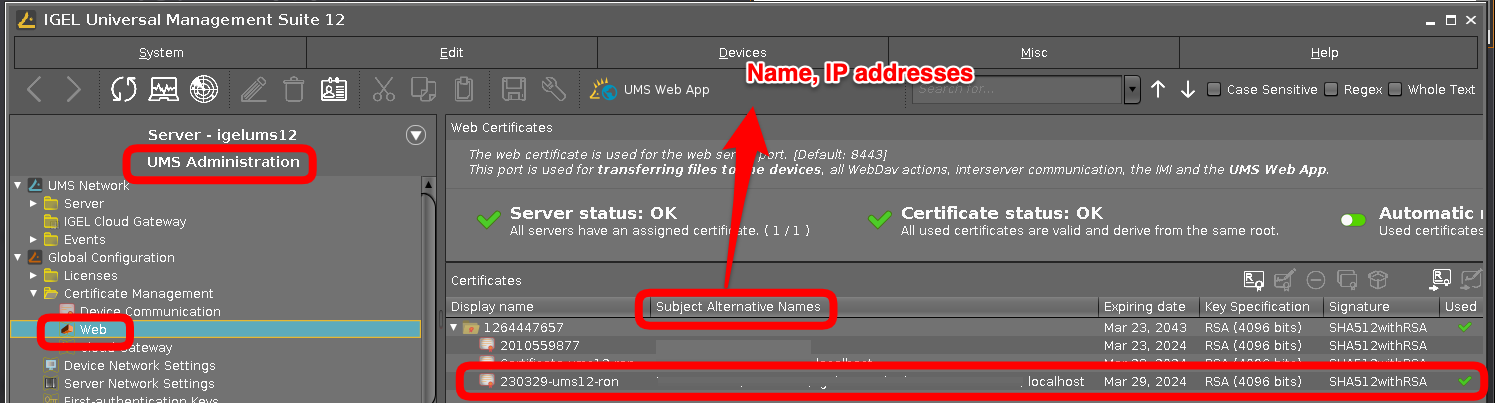 IGEL Universal Management Suite 12
System Edit Devices Misc Help
Name, IP addresses
UMS Web App Search for... Case Sensitive Regex Whole Text
Server - igelums12
UMS Administration
UMS Network
Server
IGEL Cloud Gateway
Events
Global Configuration
Licenses
Certificate Management
Device Communication
Web
Cloud Gateway
Device Network Settings
Server Network Settings
First-authentication Keys
Web Certificates
The web certificate is used for the web server port. [Default: 8443]
This port is used for transferring files to the devices, all WebDav actions, interserver communication, the IMI and the UMS Web App.
Server status: OK
All servers have an assigned certificate. ( 1 / 1 )
Certificate status: OK
All used certificates are valid and derive from the same root.
Automatic
Used certificates
Certificates
Display name Subject Alternative Names Expiring date Key Specification Signature Used
1264447657 Mar 23, 2043 RSA (4096 bits) SHA512withRSA
2010559877 Mar 23, 2024 RSA (4096 bits) SHA512withRSA
localhost RSA (4096 bits) SHA512withRSA
230329-ums12-ron , localhost Mar 29, 2024 RSA (4096 bits) SHA512withRSA